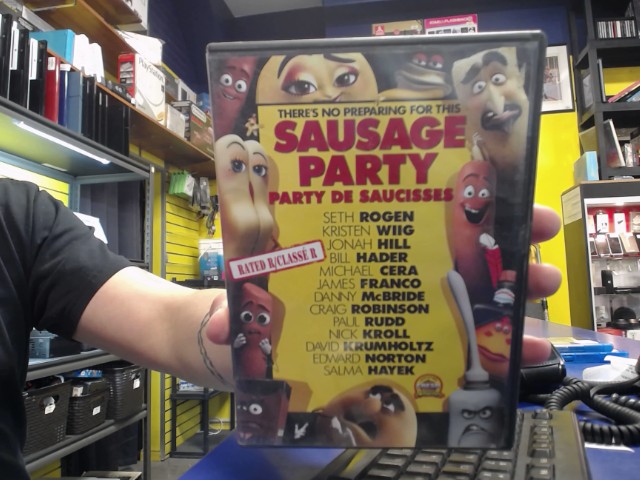 THERE'S NO PREPARING FOR THIS
SAUSAGE
PARTY
PARTY DE SAUCISSES
SETH ROGEN
KRISTEN WIIG
JONAH HILL
RATED R/CLASSÉ R
BILL HADER
MICHAEL CERA
JAMES FRANCO
DANNY McBRIDE
CRAIG ROBINSON
PAUL RUDD
NICK KROLL
DAVID KRUMHOLTZ
EDWARD NORTON
SALMA HAYEK